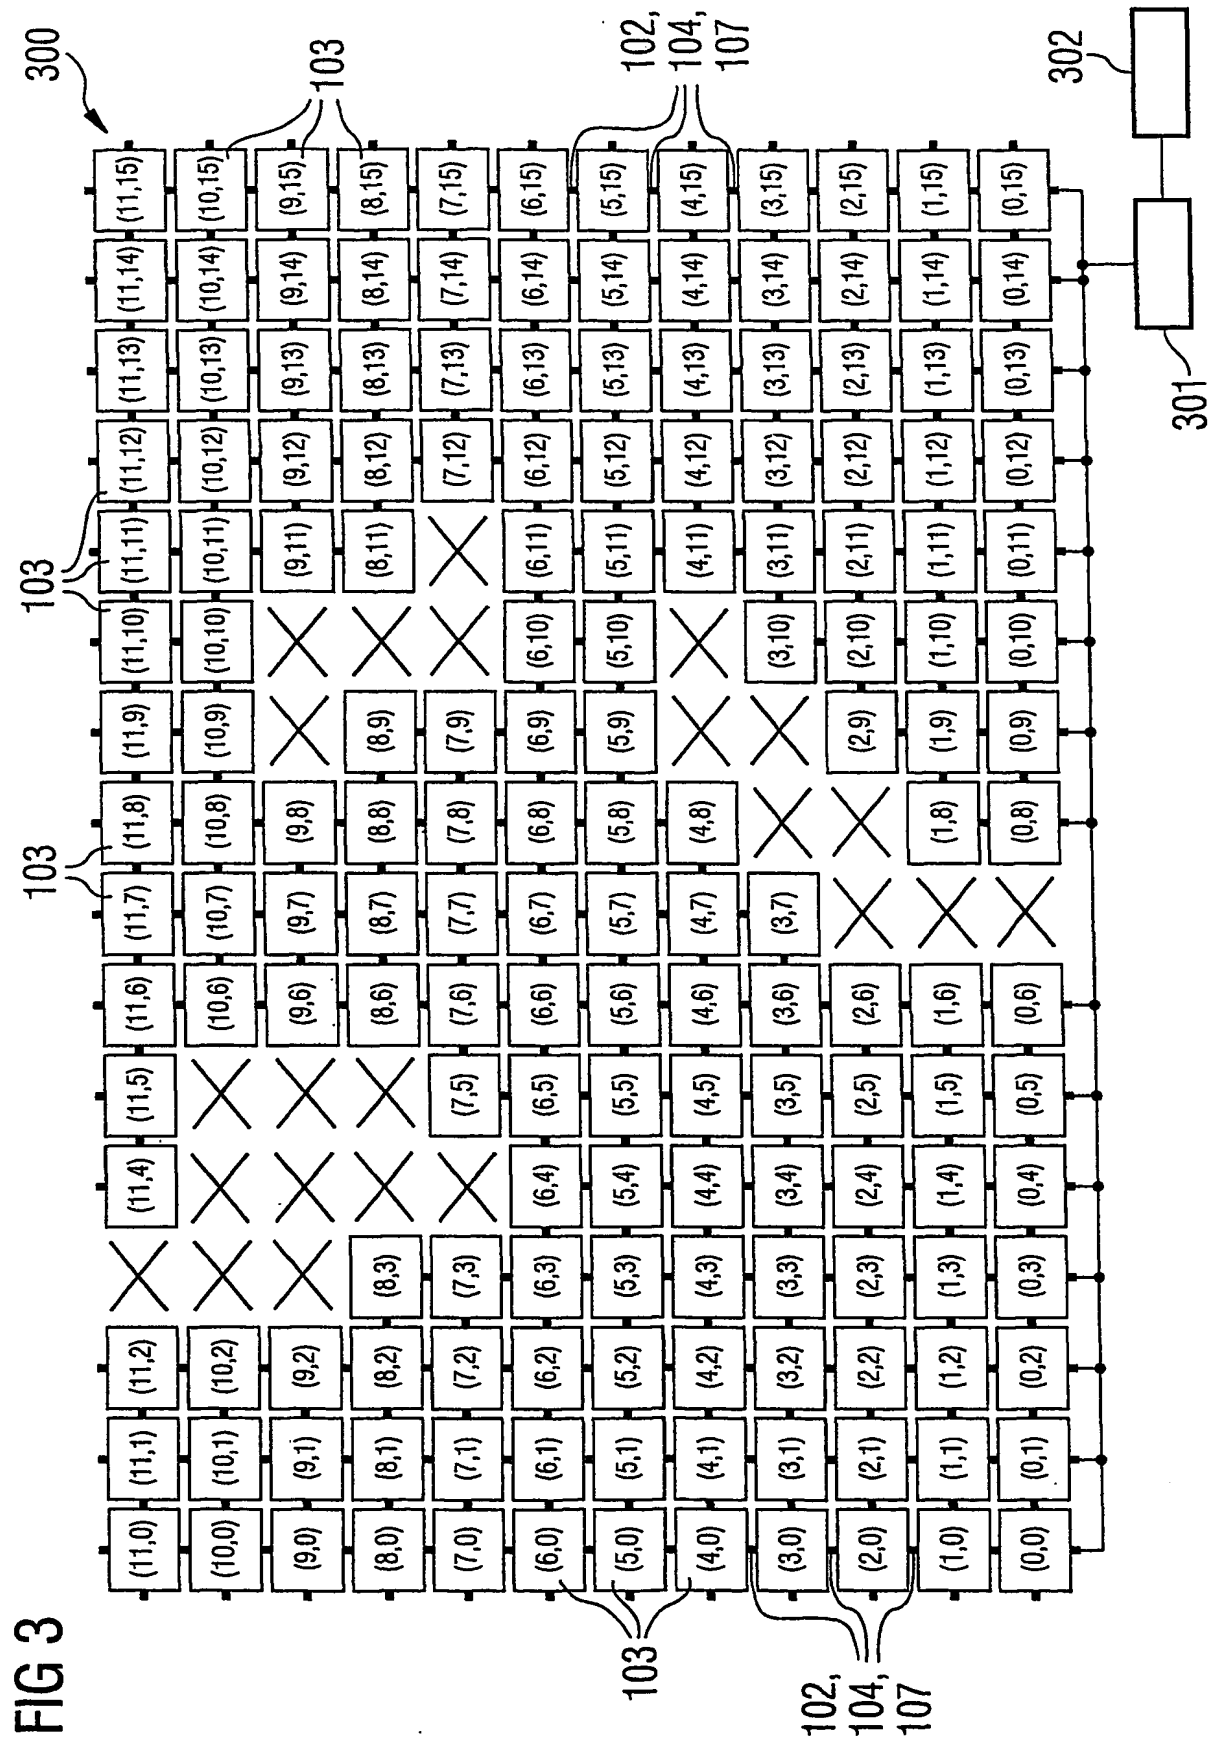 FIG 3
300
103
103
(11,0) (11,1) (11,2) (11,4) (11,5) (11,6) (11,7) (11,8) (11,9) (11,10) (11,11) (11,12) (11,13) (11,14) (11,15)
(10,0) (10,1) (10,2) (10,6) (10,7) (10,8) (10,9) (10,10) (10,11) (10,12) (10,13) (10,14) (10,15)
(9,0) (9,1) (9,2) (9,6) (9,7) (9,8) (9,11) (9,12) (9,13) (9,14) (9,15)
103
(8,0) (8,1) (8,2) (8,3) (8,6) (8,7) (8,8) (8,9) (8,11) (8,12) (8,13) (8,14) (8,15)
(7,0) (7,1) (7,2) (7,3) (7,5) (7,6) (7,7) (7,8) (7,9) (7,12) (7,13) (7,14) (7,15)
(6,0) (6,1) (6,2) (6,3) (6,4) (6,5) (6,6) (6,7) (6,8) (6,9) (6,10) (6,11) (6,12) (6,13) (6,14) (6,15)
(5,0) (5,1) (5,2) (5,3) (5,4) (5,5) (5,6) (5,7) (5,8) (5,9) (5,10) (5,11) (5,12) (5,13) (5,14) (5,15)
103
102,
104,
107
(4,0) (4,1) (4,2) (4,3) (4,4) (4,5) (4,6) (4,7) (4,8) (4,11) (4,12) (4,13) (4,14) (4,15)
(3,0) (3,1) (3,2) (3,3) (3,4) (3,5) (3,6) (3,7) (3,10) (3,11) (3,12) (3,13) (3,14) (3,15)
102,
104,
107
(2,0) (2,1) (2,2) (2,3) (2,4) (2,5) (2,6) (2,9) (2,10) (2,11) (2,12) (2,13) (2,14) (2,15)
(1,0) (1,1) (1,2) (1,3) (1,4) (1,5) (1,6) (1,8) (1,9) (1,10) (1,11) (1,12) (1,13) (1,14) (1,15)
(0,0) (0,1) (0,2) (0,3) (0,4) (0,5) (0,6) (0,8) (0,9) (0,10) (0,11) (0,12) (0,13) (0,14) (0,15)
302
301